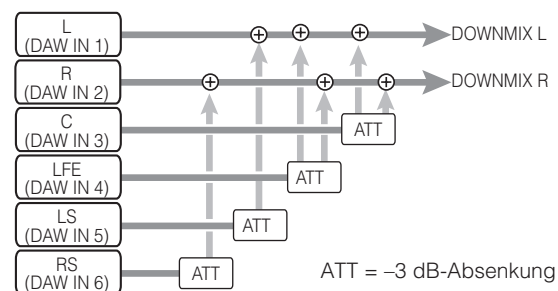 L
(DAW IN 1)
DOWNMIX L
R
(DAW IN 2)
DOWNMIX R
C
(DAW IN 3)
ATT
LFE
(DAW IN 4)
ATT
LS
(DAW IN 5)
ATT
RS
(DAW IN 6)
ATT
ATT = –3 dB-Absenkung